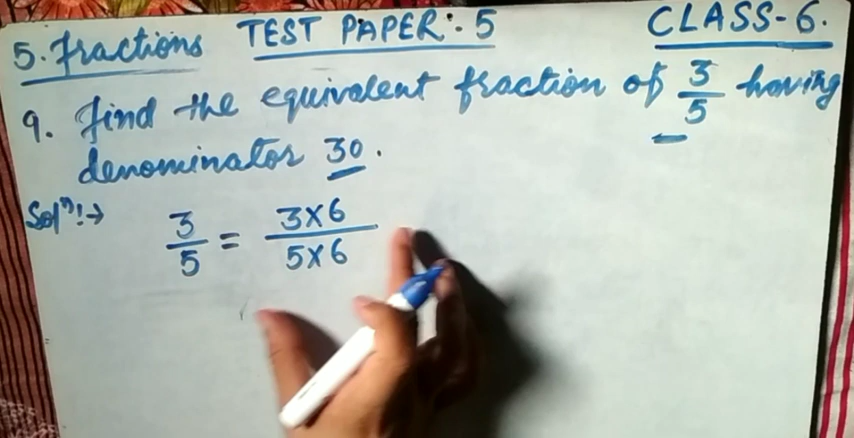 5. Fractions TEST PAPER:- 5 CLASS-6.
9. Find the equivalent fraction of 3/5 having
denominator 30.
Solⁿ:→ 3/5 = 3×6/5×6